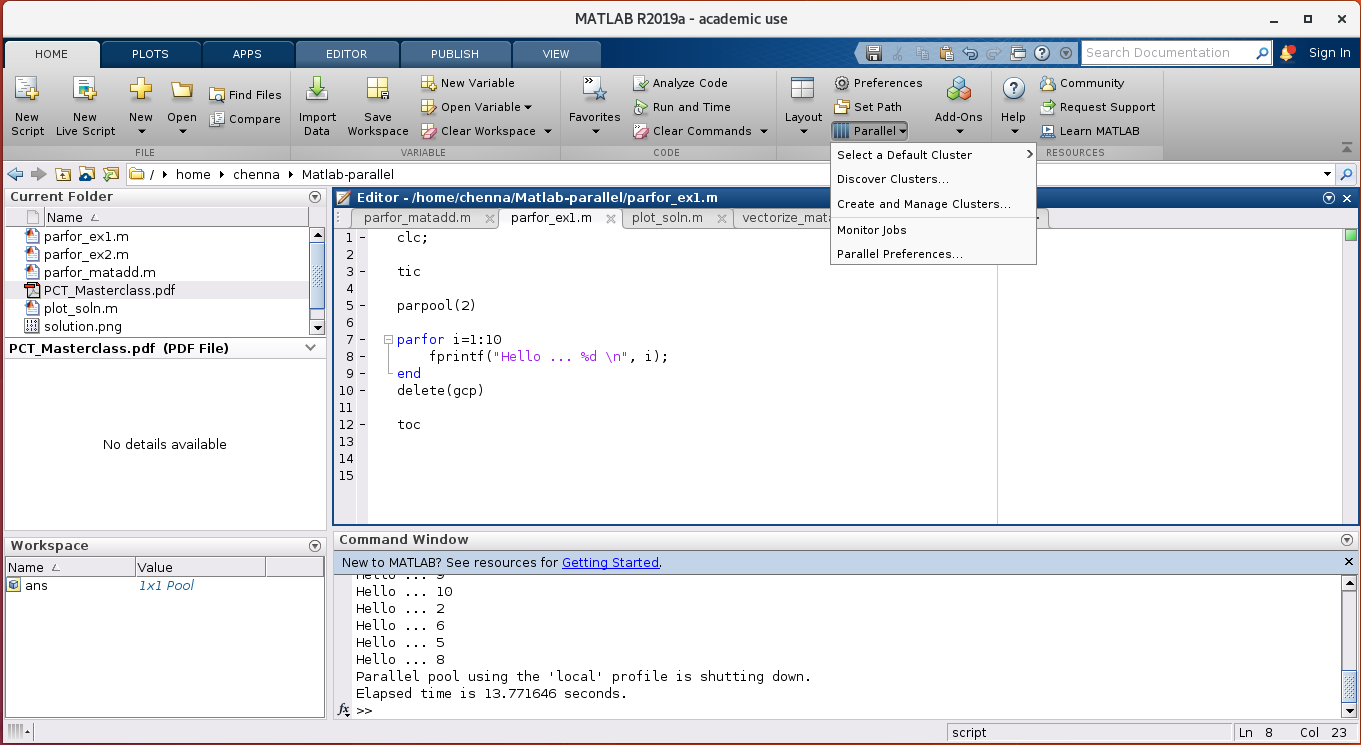 MATLAB R2019a - academic use
HOME PLOTS APPS EDITOR PUBLISH VIEW Search Documentation Sign In
New Script
New Live Script
New
Open
Find Files
Compare
FILE
Import Data
Save Workspace
New Variable
Open Variable
Clear Workspace
VARIABLE
Favorites
Analyze Code
Run and Time
Clear Commands
CODE
Layout
Preferences
Set Path
Parallel
Add-Ons
Help
Community
Request Support
Learn MATLAB
RESOURCES
Select a Default Cluster
Discover Clusters...
Create and Manage Clusters...
Monitor Jobs
Parallel Preferences...
/ home chenna Matlab-parallel
Current Folder
Name
parfor_ex1.m
parfor_ex2.m
parfor_matadd.m
PCT_Masterclass.pdf
plot_soln.m
solution.png
PCT_Masterclass.pdf (PDF File)
No details available
Workspace
Name Value
ans 1x1 Pool
Editor - /home/chenna/Matlab-parallel/parfor_ex1.m
parfor_matadd.m parfor_ex1.m plot_soln.m vectorize_mata
1 - clc;
2
3 - tic
4
5 - parpool(2)
6
7 - parfor i=1:10
8 - fprintf("Hello ... %d \n", i);
9 - end
10 - delete(gcp)
11
12 - toc
13
14
15
Command Window
New to MATLAB? See resources for Getting Started.
Hello ... 9
Hello ... 10
Hello ... 2
Hello ... 6
Hello ... 5
Hello ... 8
Parallel pool using the 'local' profile is shutting down.
Elapsed time is 13.771646 seconds.
fx >>
script Ln 8 Col 23